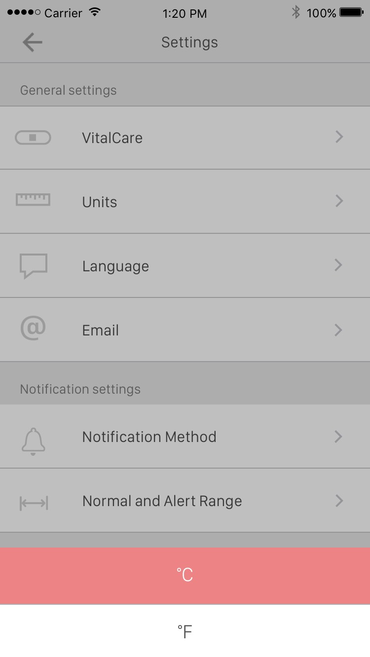 Carrier 1:20 PM 100%
Settings
General settings
VitalCare
Units
Language
@ Email
Notification settings
Notification Method
Normal and Alert Range
°C
°F